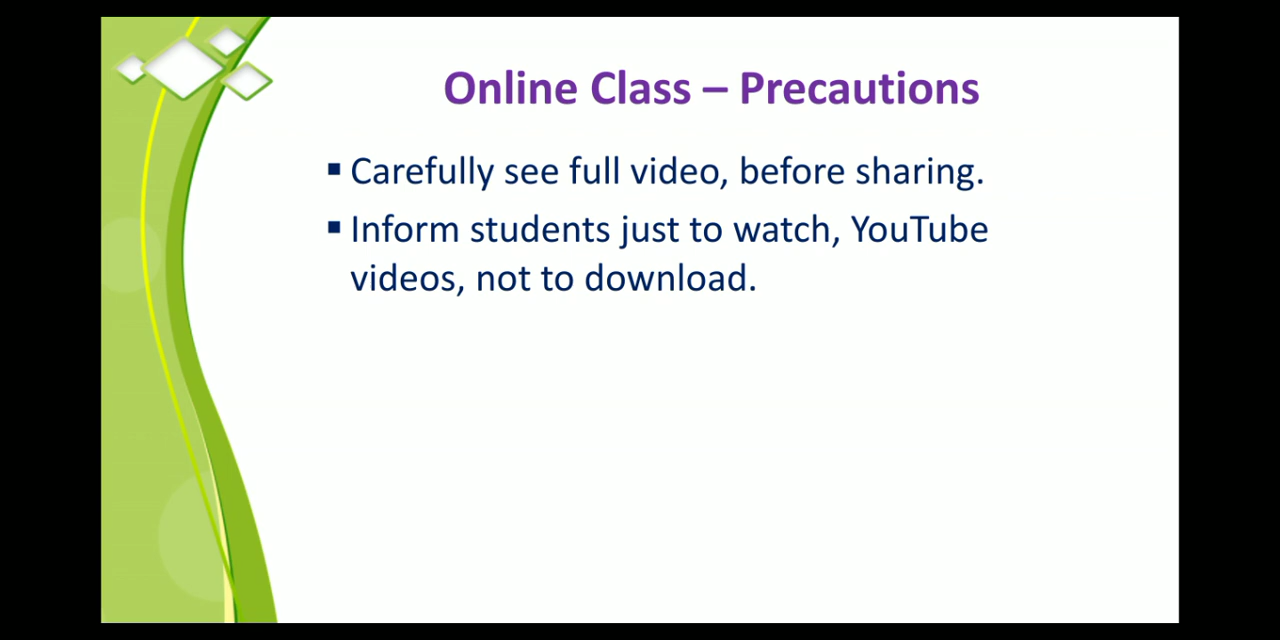 Online Class – Precautions
▪ Carefully see full video, before sharing.
▪ Inform students just to watch, YouTube
videos, not to download.